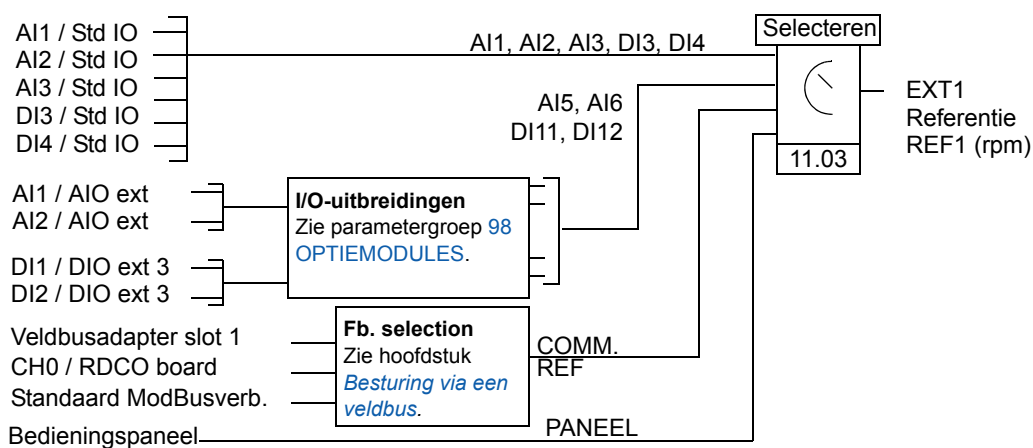 AI1 / Std IO
AI2 / Std IO
AI3 / Std IO
DI3 / Std IO
DI4 / Std IO
AI1, AI2, AI3, DI3, DI4
Selecteren
11.03
EXT1
Referentie
REF1 (rpm)
AI5, AI6
DI11, DI12
AI1 / AIO ext
AI2 / AIO ext
DI1 / DIO ext 3
DI2 / DIO ext 3
I/O-uitbreidingen
Zie parametergroep 98
OPTIEMODULES.
Veldbusadapter slot 1
CH0 / RDCO board
Standaard ModBusverb.
Fb. selection
Zie hoofdstuk
Besturing via een
veldbus.
COMM.
REF
Bedieningspaneel
PANEEL